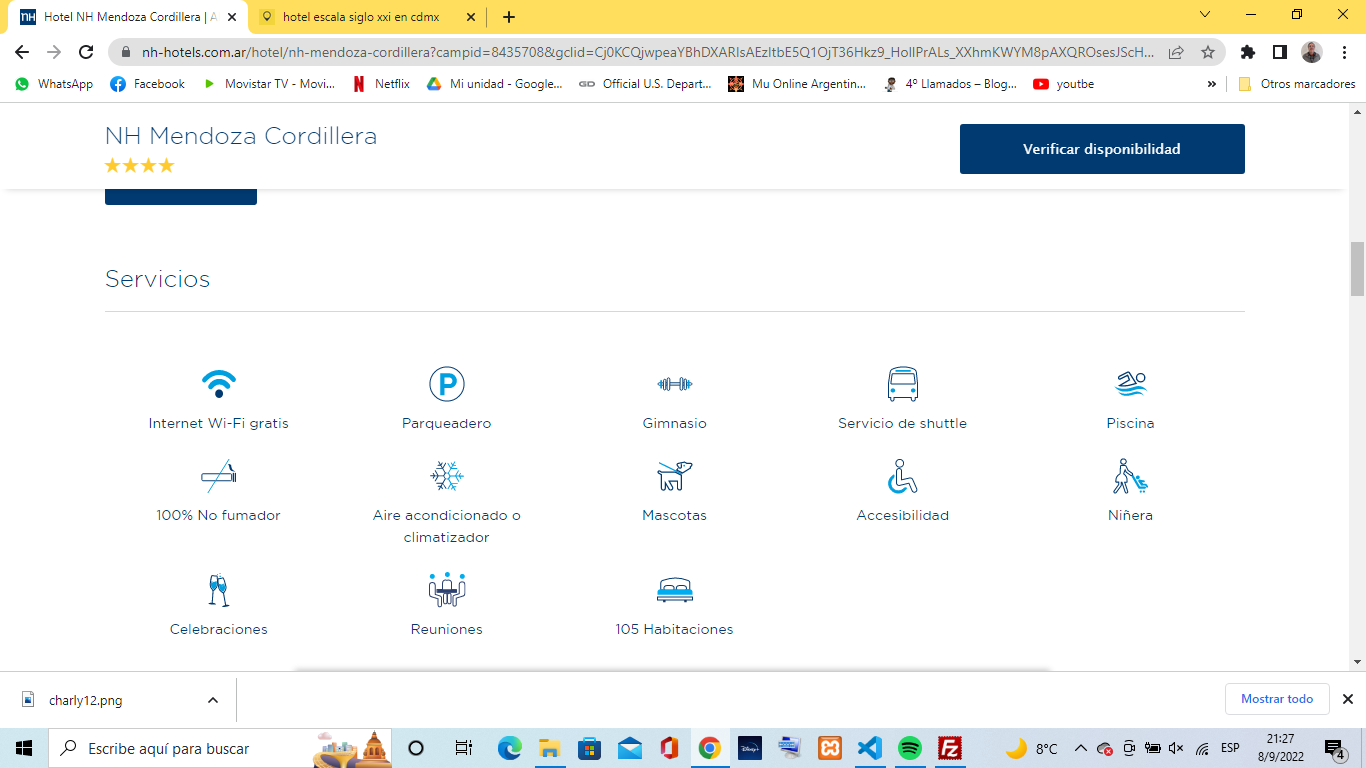 nh Hotel NH Mendoza Cordillera | A
hotel escala siglo xxi en cdmx
nh-hotels.com.ar/hotel/nh-mendoza-cordillera?campid=8435708&gclid=Cj0KCQjwpeaYBhDXARIsAEzItbE5Q1OjT36Hkz9_HolIPrALs_XXhmKWYM8pAXQROsesJScH...
WhatsApp Facebook Movistar TV - Movi... Netflix Mi unidad - Google... Official U.S. Depart... Mu Online Argentin... 4º Llamados – Blog... youtbe » Otros marcadores
NH Mendoza Cordillera
Verificar disponibilidad
Servicios
P
Internet Wi-Fi gratis Parqueadero Gimnasio Servicio de shuttle Piscina
100% No fumador Aire acondicionado o Mascotas Accesibilidad Niñera
climatizador
Celebraciones Reuniones 105 Habitaciones
charly12.png
Mostrar todo
Escribe aquí para buscar
8°C
ESP
21:27
8/9/2022
4